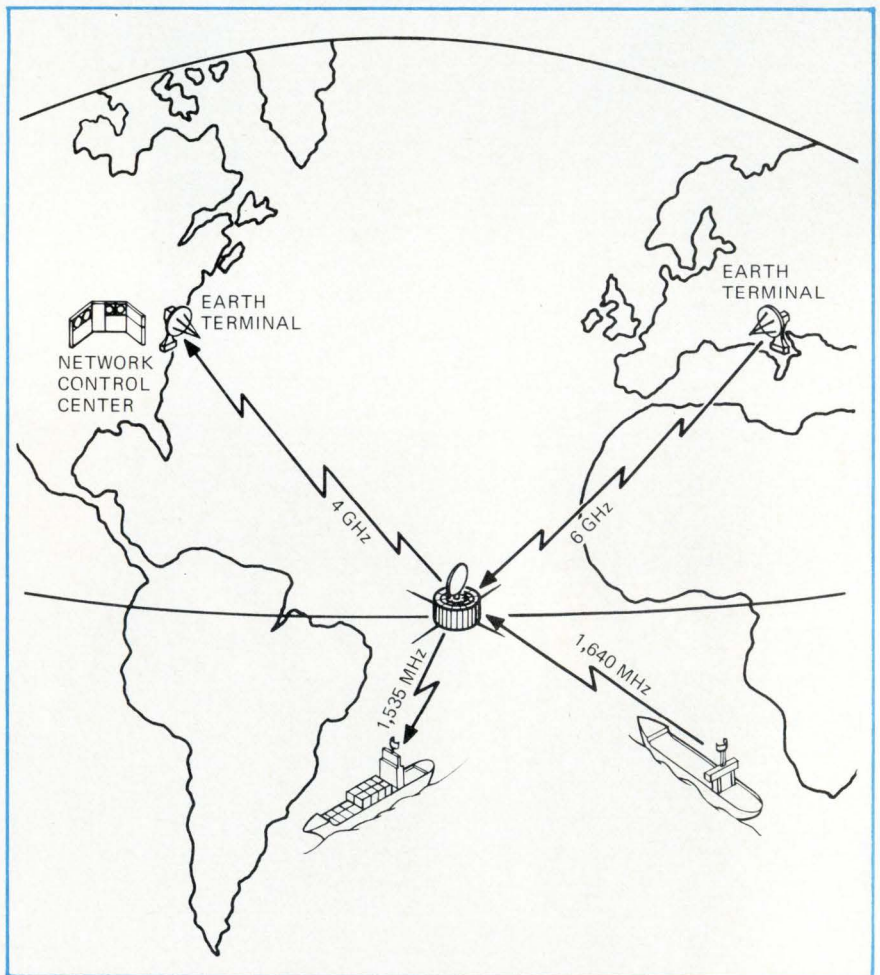 EARTH
TERMINAL
NETWORK
CONTROL
CENTER
EARTH
TERMINAL
4 GHz
6 GHz
1,535 MHz
1,640 MHz